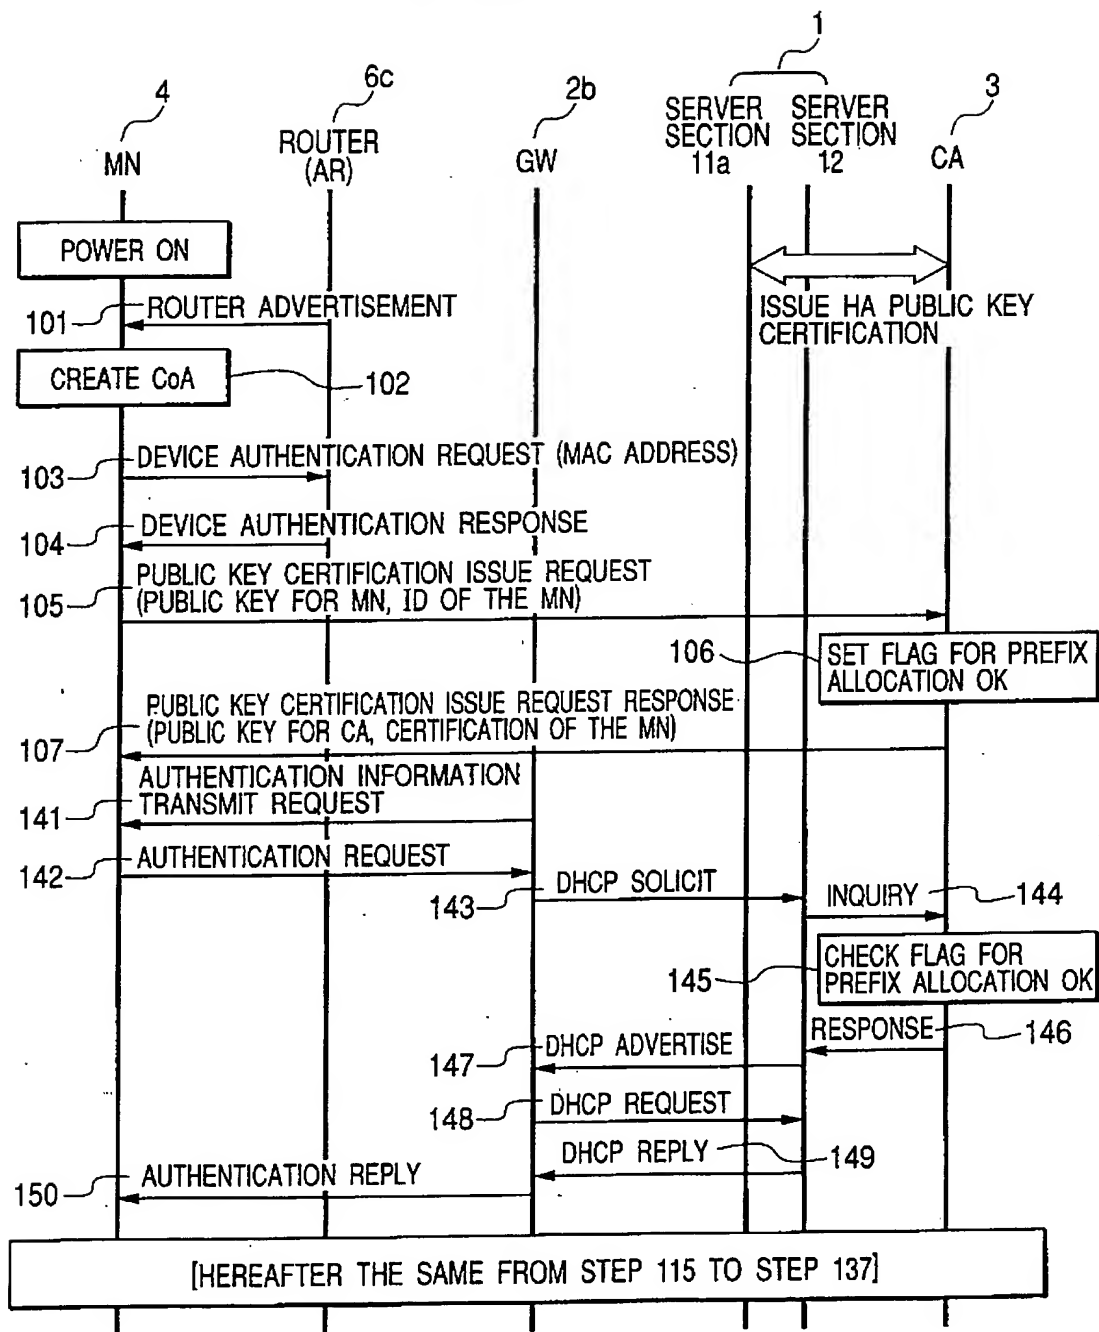 1
4
6c
2b
3
MN
ROUTER
(AR)
GW
SERVER
SECTION
11a
SERVER
SECTION
12
CA
POWER ON
101
ROUTER ADVERTISEMENT
ISSUE HA PUBLIC KEY
CERTIFICATION
CREATE CoA
102
103
DEVICE AUTHENTICATION REQUEST (MAC ADDRESS)
104
DEVICE AUTHENTICATION RESPONSE
105
PUBLIC KEY CERTIFICATION ISSUE REQUEST
(PUBLIC KEY FOR MN, ID OF THE MN)
106
SET FLAG FOR PREFIX
ALLOCATION OK
107
PUBLIC KEY CERTIFICATION ISSUE REQUEST RESPONSE
(PUBLIC KEY FOR CA, CERTIFICATION OF THE MN)
141
AUTHENTICATION INFORMATION
TRANSMIT REQUEST
142
AUTHENTICATION REQUEST
143
DHCP SOLICIT
INQUIRY
144
145
CHECK FLAG FOR
PREFIX ALLOCATION OK
RESPONSE
146
147
DHCP ADVERTISE
148
DHCP REQUEST
DHCP REPLY
149
150
AUTHENTICATION REPLY
[HEREAFTER THE SAME FROM STEP 115 TO STEP 137]